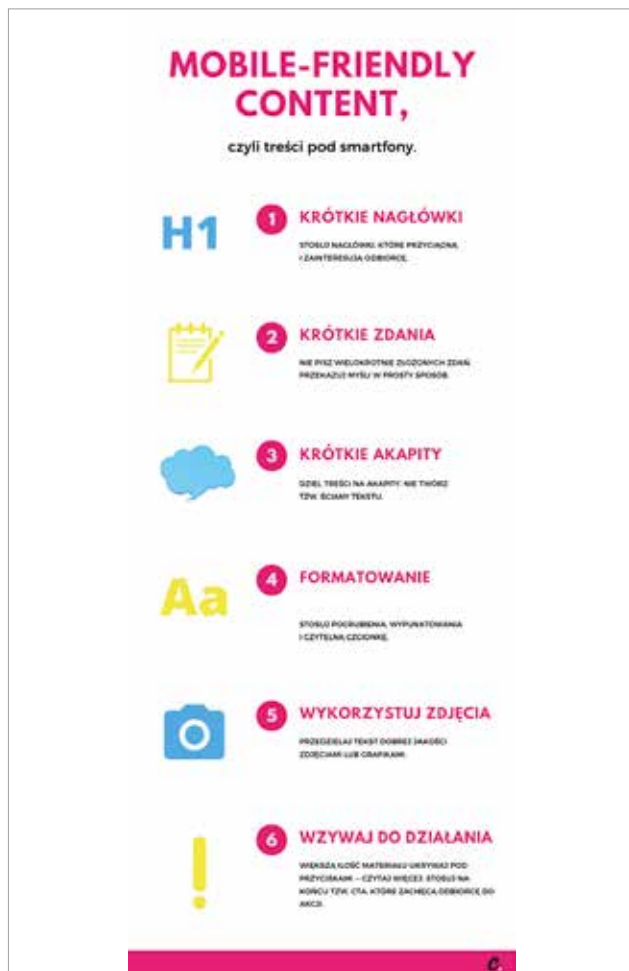 MOBILE-FRIENDLY
CONTENT,
czyli treści pod smartfony.
H1
1 KRÓTKIE NAGŁÓWKI
STOSUJ NAGŁÓWKI, KTÓRE PRZYCIĄGNĄ
I ZAINTERESUJĄ ODBIORCĘ.
2 KRÓTKIE ZDANIA
NIE PISZ WIELOKROTNIE ZŁOŻONYCH ZDAŃ.
PRZEKAZUJ MYŚLI W PROSTY SPOSÓB.
3 KRÓTKIE AKAPITY
DZIEL TREŚCI NA AKAPITY. NIE TWÓRZ
TZW. ŚCIANY TEKSTU.
Aa
4 FORMATOWANIE
STOSUJ POGRUBIENIA, WYPUNKTOWANIA
I CZYTELNĄ CZCIONKĘ.
5 WYKORZYSTUJ ZDJĘCIA
PRZEDZIELAJ TEKST DOBREJ JAKOŚCI
ZDJĘCIAMI LUB GRAFIKAMI.
!
6 WZYWAJ DO DZIAŁANIA
WIĘKSZĄ ILOŚĆ MATERIAŁU UKRYWAJ POD
PRZYCISKAMI – CZYTAJ WIĘCEJ. STOSUJ NA
KOŃCU TZW. CTA, KTÓRE ZACHĘCĄ ODBIORCĘ DO
AKCJI.
C.